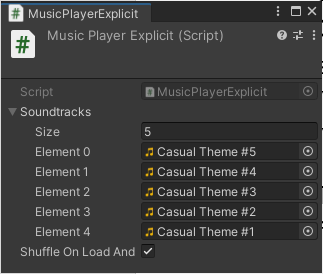 MusicPlayerExplicit
Music Player Explicit (Script)
Script MusicPlayerExplicit
Soundtracks
Size 5
Element 0 Casual Theme #5
Element 1 Casual Theme #4
Element 2 Casual Theme #3
Element 3 Casual Theme #2
Element 4 Casual Theme #1
Shuffle On Load And